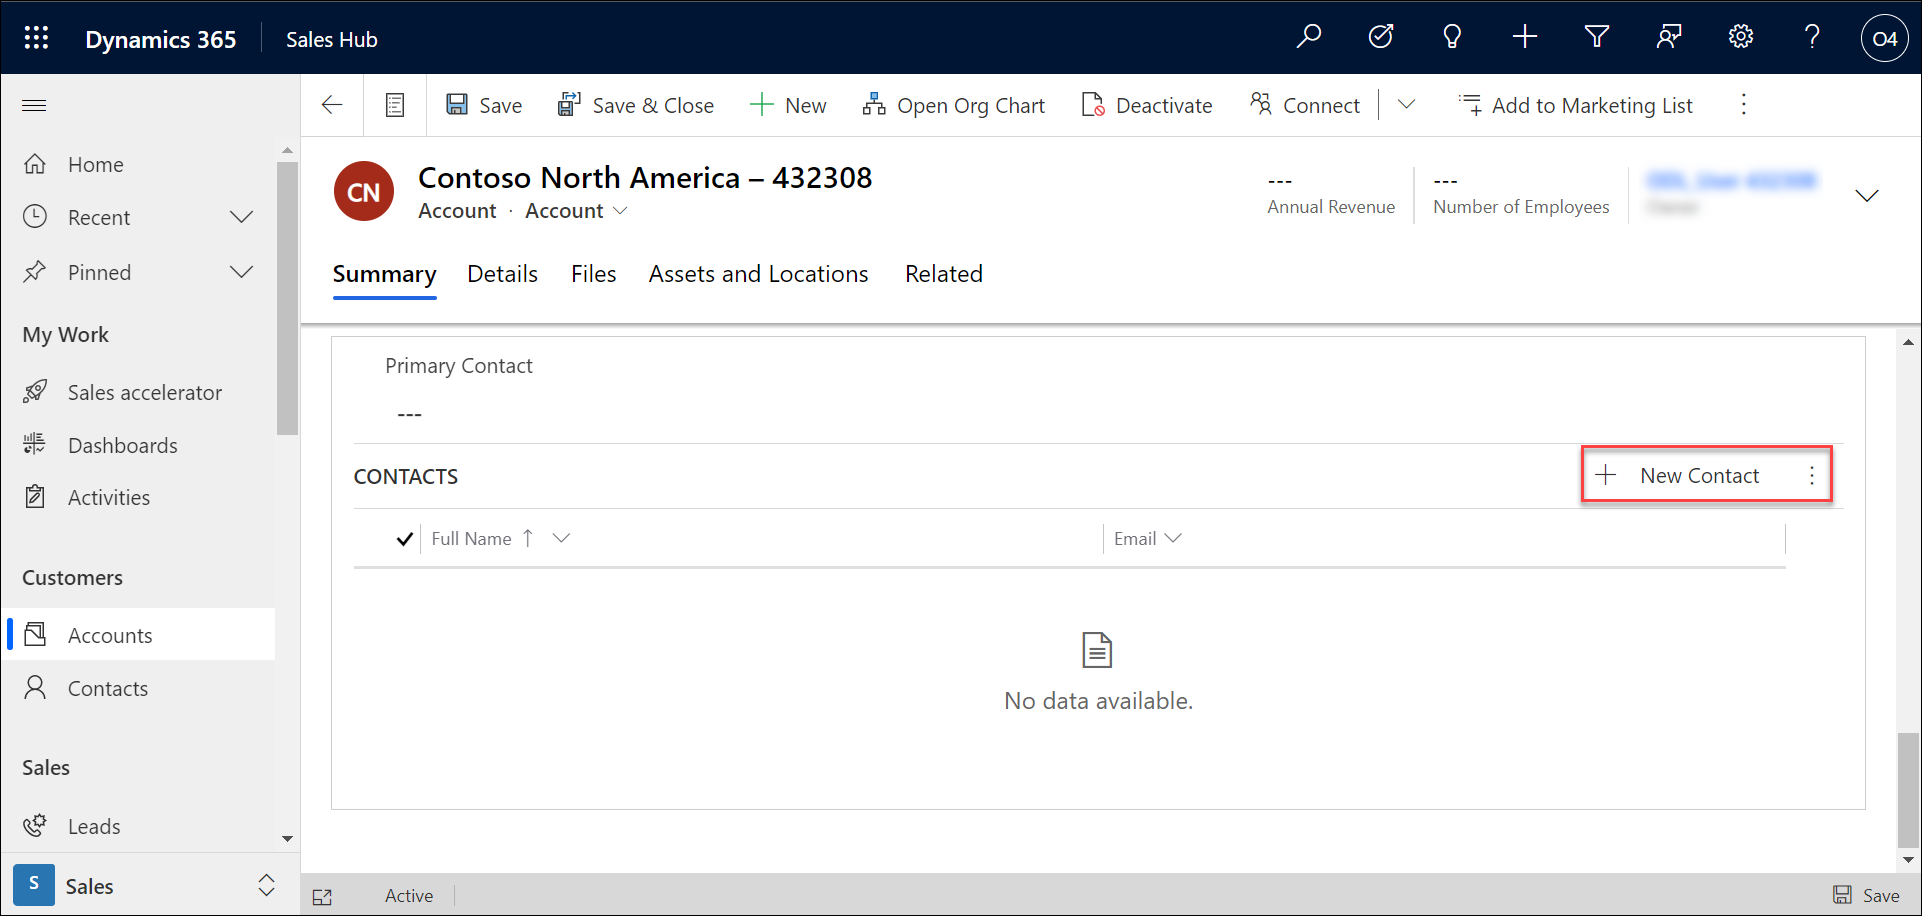 Dynamics 365
Sales Hub
O4
Save
Save & Close
New
Open Org Chart
Deactivate
Connect
Add to Marketing List
Home
Recent
Pinned
My Work
Sales accelerator
Dashboards
Activities
Customers
Accounts
Contacts
Sales
Leads
S
Sales
CN
Contoso North America – 432308
Account · Account
---
Annual Revenue
---
Number of Employees
Summary
Details
Files
Assets and Locations
Related
Primary Contact
---
CONTACTS
New Contact
Full Name
Email
No data available.
Active
Save